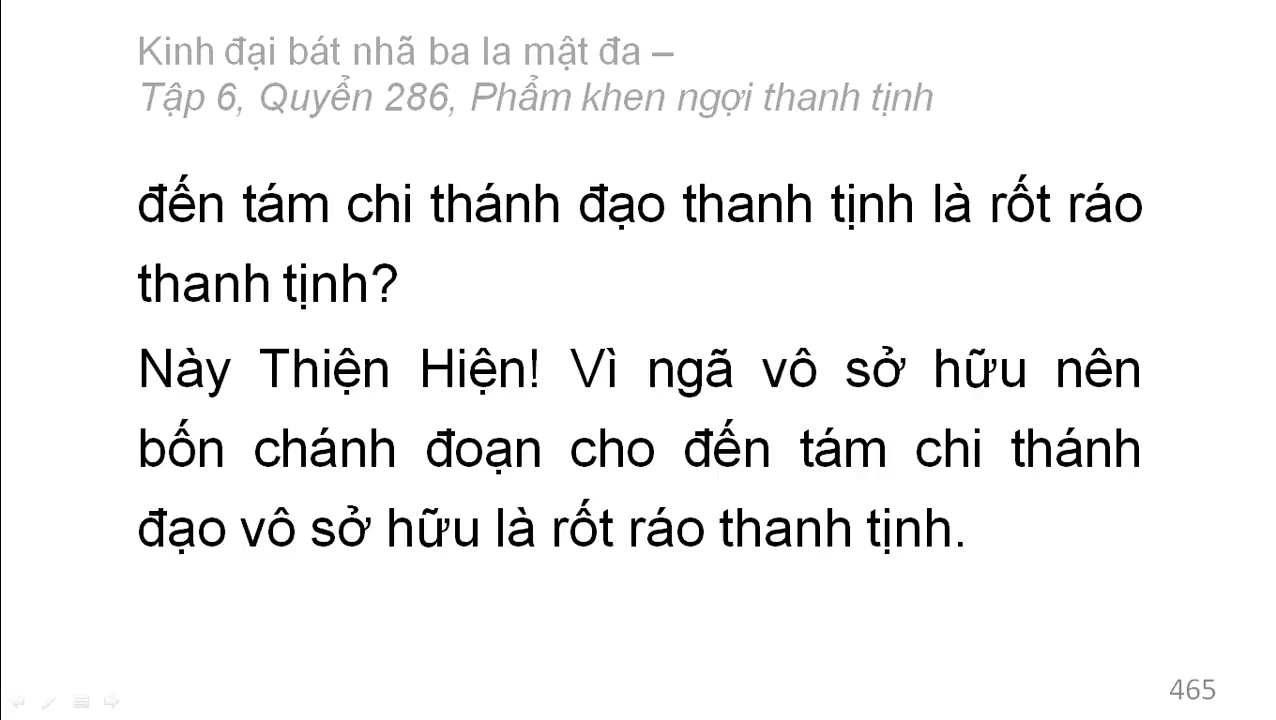 Kinh đại bát nhã ba la mật đa –
Tập 6, Quyển 286, Phẩm khen ngợi thanh tịnh
đến tám chi thánh đạo thanh tịnh là rốt ráo
thanh tịnh?
Này Thiện Hiện! Vì ngã vô sở hữu nên
bốn chánh đoạn cho đến tám chi thánh
đạo vô sở hữu là rốt ráo thanh tịnh.
465